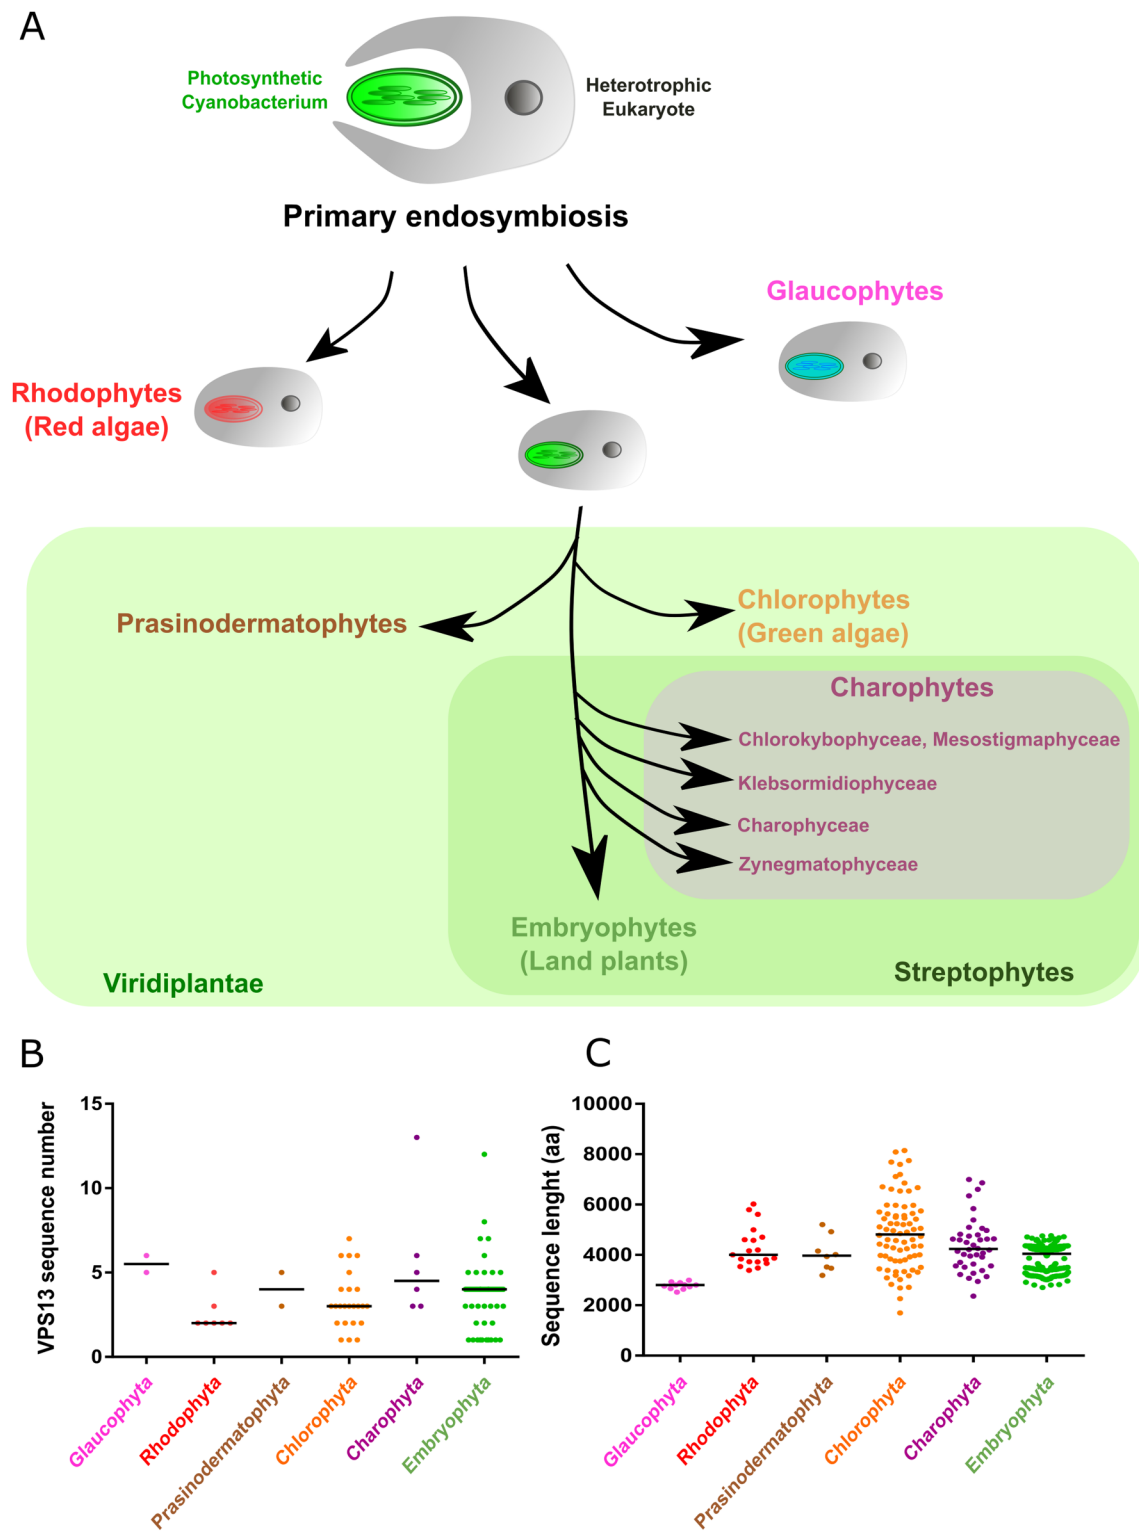 A
Photosynthetic
Cyanobacterium
Heterotrophic
Eukaryote
Primary endosymbiosis
Glaucophytes
Rhodophytes
(Red algae)
Prasinodermatophytes
Chlorophytes
(Green algae)
Charophytes
Chlorokybophyceae, Mesostigmaphyceae
Klebsormidiophyceae
Charophyceae
Zynegmatophyceae
Embryophytes
(Land plants)
Viridiplantae
Streptophytes
B
VPS13 sequence number
15
10
5
0
Glaucophyta
Rhodophyta
Prasinodermatophyta
Chlorophyta
Charophyta
Embryophyta
C
Sequence lenght (aa)
10000
8000
6000
4000
2000
0
Glaucophyta
Rhodophyta
Prasinodermatophyta
Chlorophyta
Charophyta
Embryophyta